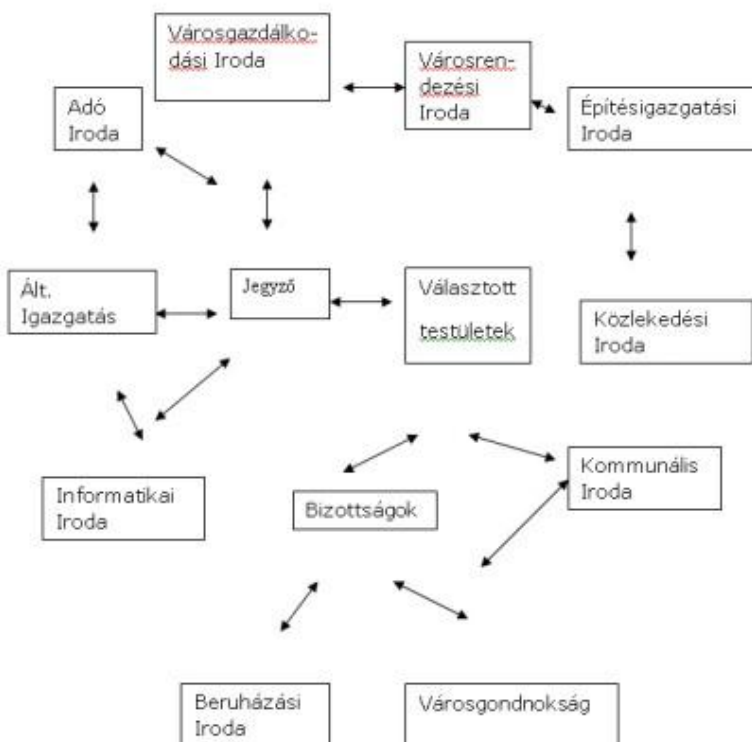 Városgazdálko-
dási Iroda
Városren-
dezési
Iroda
Adó
Iroda
Építésigazgatási
Iroda
Ált.
Igazgatás
Jegyző
Választott
testületek
Közlekedési
Iroda
Kommunális
Iroda
Informatikai
Iroda
Bizottságok
Beruházási
Iroda
Városgondnokság